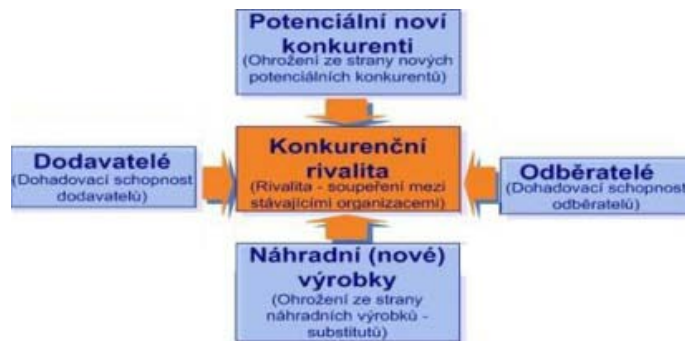 Potenciální noví
konkurenti
(Ohrožení ze strany nových
potenciálních konkurentů)
Dodavatelé
(Dohadovací schopnost
dodavatelů)
Konkurenční
rivalita
(Rivalita - soupeření mezi
stávajícími organizacemi)
Odběratelé
(Dohadovací schopnost
odběratelů)
Náhradní (nové)
výrobky
(Ohrožení ze strany
náhradních výrobků -
substitutů)